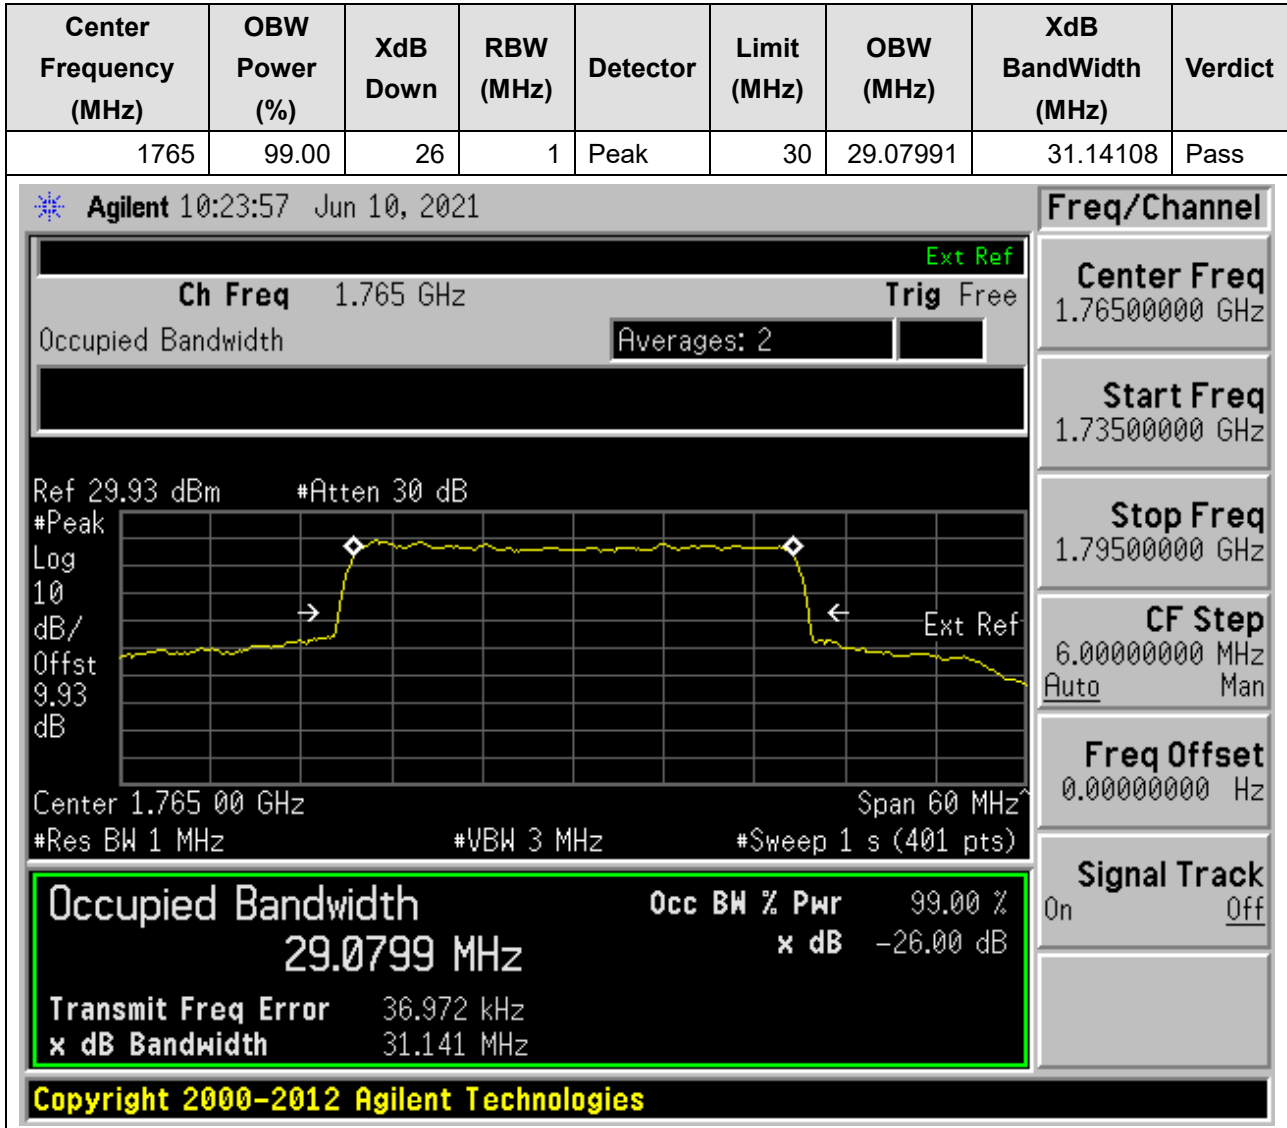 Center Frequency (MHz) OBW Power (%) XdB Down RBW (MHz) Detector Limit (MHz) OBW (MHz) XdB BandWidth (MHz) Verdict
1765 99.00 26 1 Peak 30 29.07991 31.14108 Pass
Agilent 10:23:57 Jun 10, 2021
Freq/Channel
Ext Ref
Ch Freq 1.765 GHz Trig Free
Occupied Bandwidth Averages: 2
Ref 29.93 dBm #Atten 30 dB
#Peak
Log
10
dB/
Offst
9.93
dB
Ext Ref
Center 1.765 00 GHz Span 60 MHz^
#Res BW 1 MHz #VBW 3 MHz #Sweep 1 s (401 pts)
Occupied Bandwidth
29.0799 MHz
Occ BW % Pwr 99.00 %
x dB -26.00 dB
Transmit Freq Error 36.972 kHz
x dB Bandwidth 31.141 MHz
Center Freq
1.76500000 GHz
Start Freq
1.73500000 GHz
Stop Freq
1.79500000 GHz
CF Step
6.00000000 MHz
Auto Man
Freq Offset
0.00000000 Hz
Signal Track
On Off
Copyright 2000-2012 Agilent Technologies